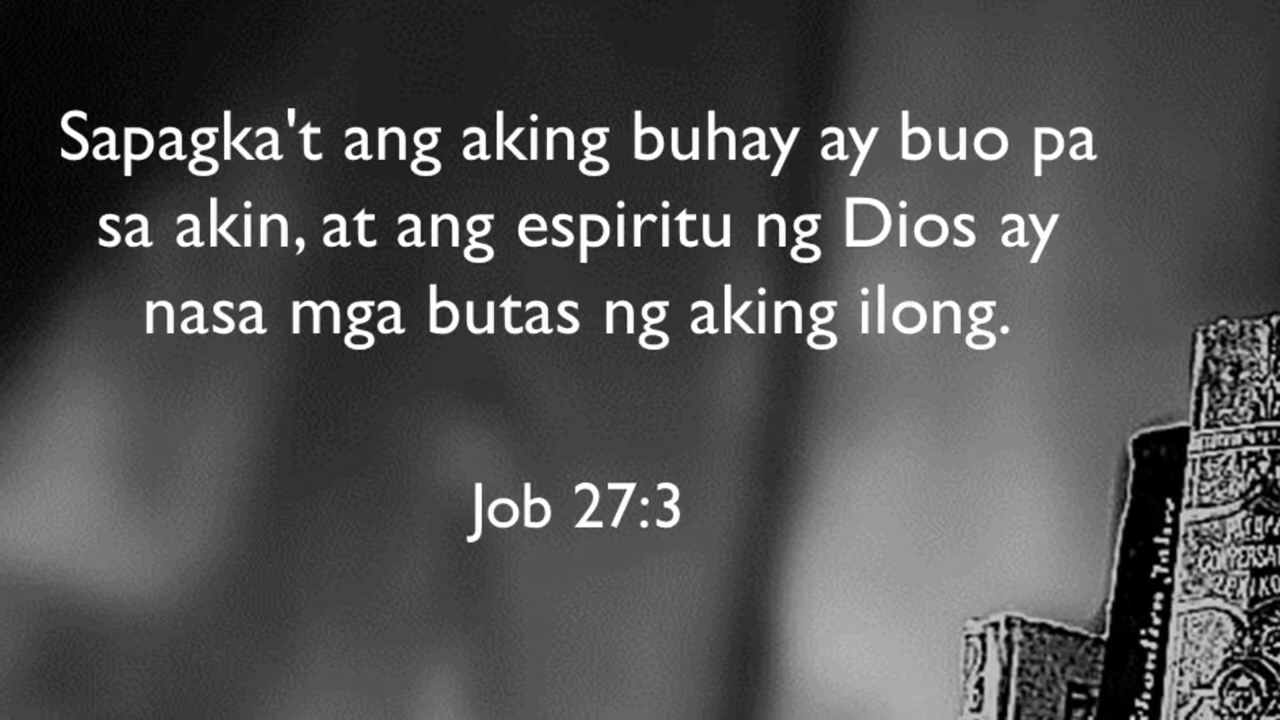 Sapagka't ang aking buhay ay buo pa
sa akin, at ang espiritu ng Dios ay
nasa mga butas ng aking ilong.
Job 27:3